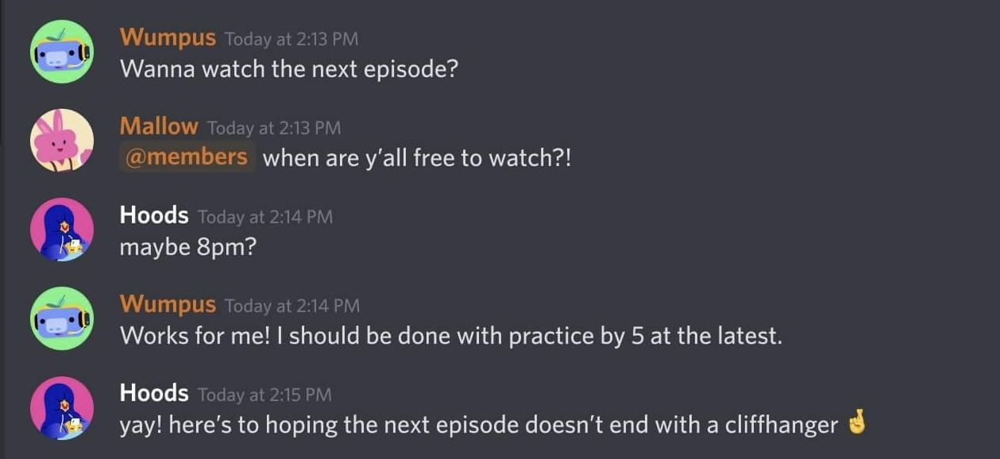 Wumpus Today at 2:13 PM
Wanna watch the next episode?
Mallow Today at 2:13 PM
@members when are y’all free to watch?!
Hoods Today at 2:14 PM
maybe 8pm?
Wumpus Today at 2:14 PM
Works for me! I should be done with practice by 5 at the latest.
Hoods Today at 2:15 PM
yay! here’s to hoping the next episode doesn’t end with a cliffhanger 🤞